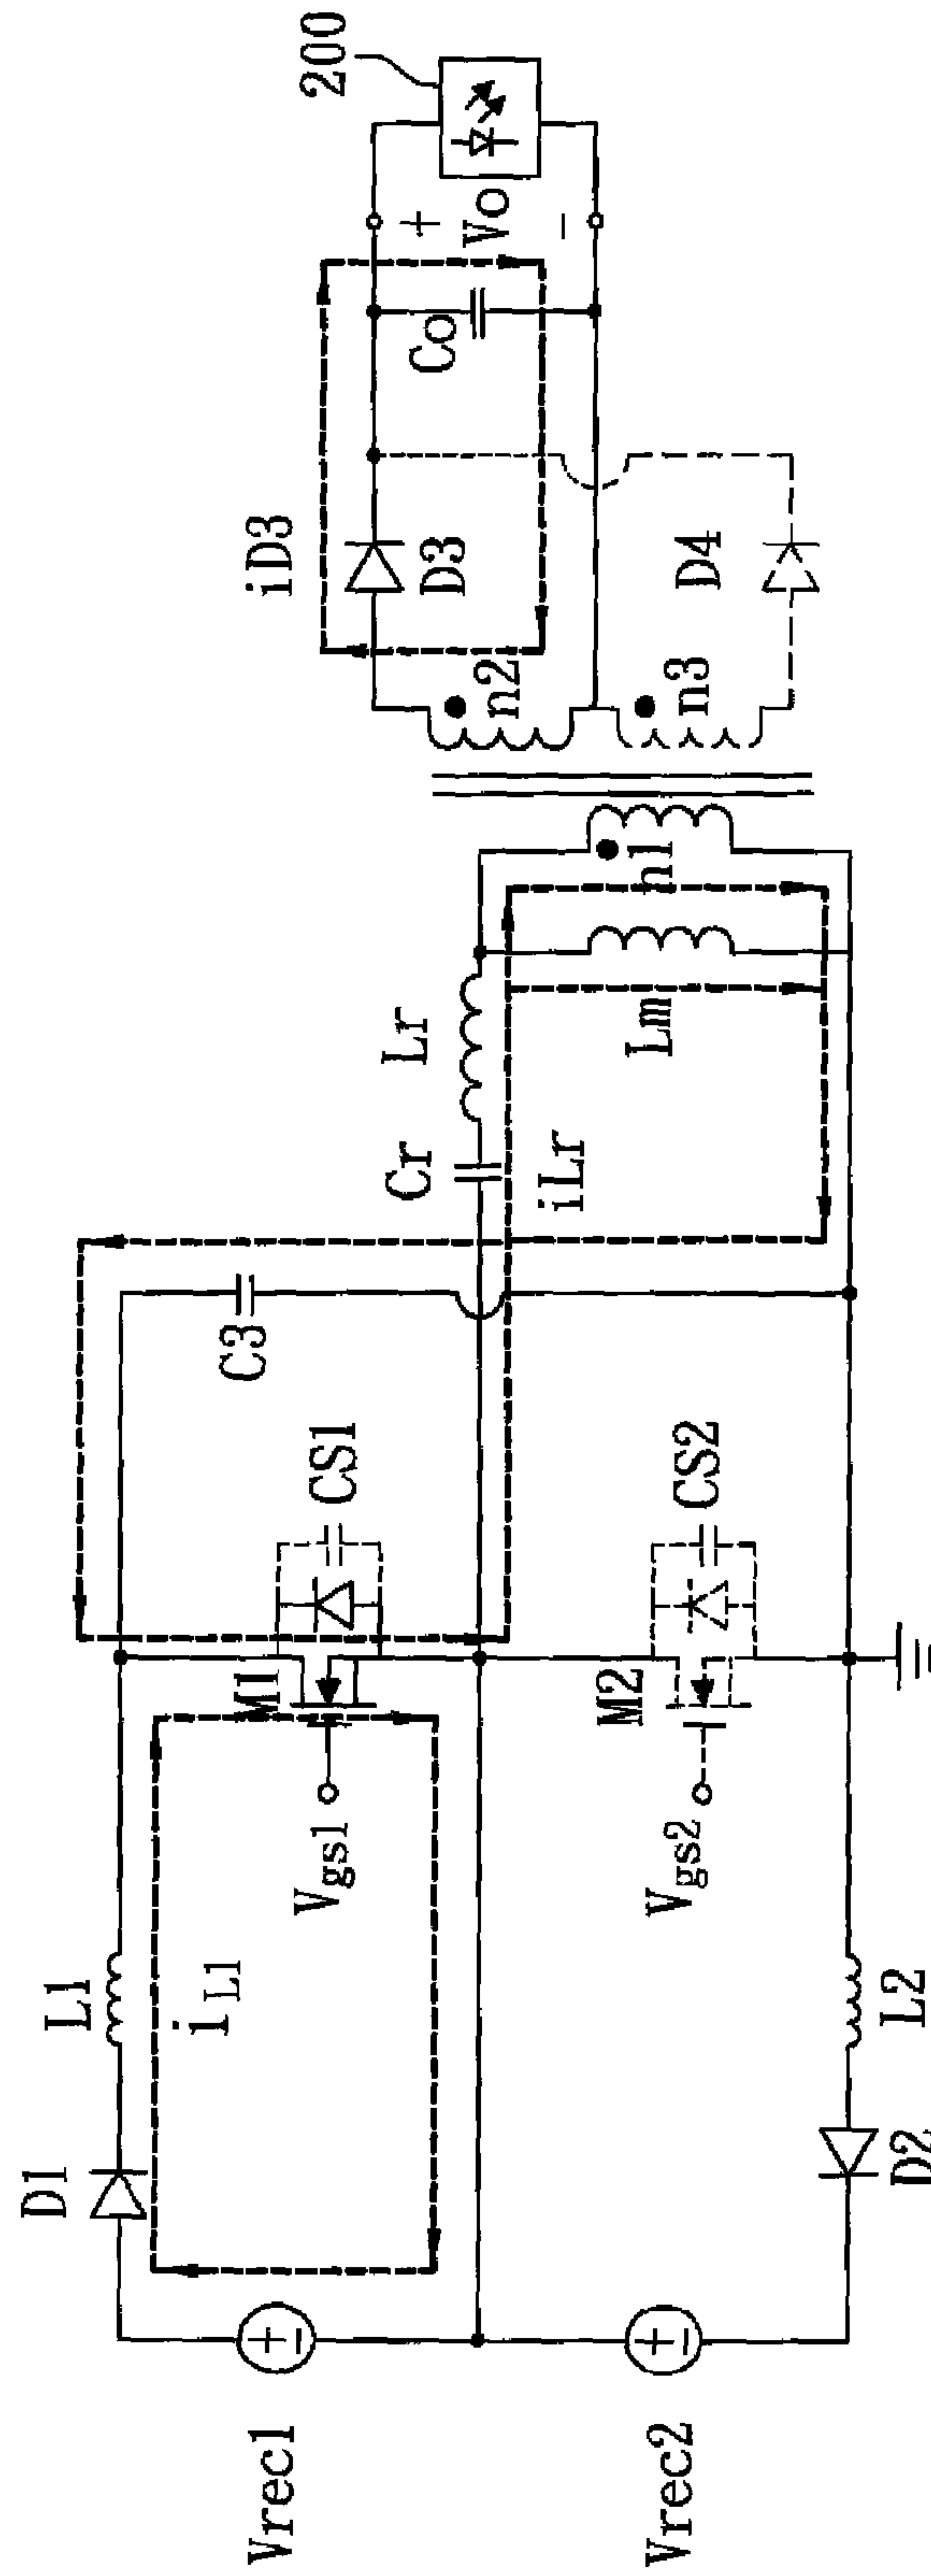 Vrec1
Vrec2
D1
L1
iL1
Vgs1
M1
CS1
C3
Vgs2
M2
CS2
D2
L2
Cr
Lr
iLr
Lm
n1
n2
n3
iD3
D3
D4
Co
+
Vo
-
200